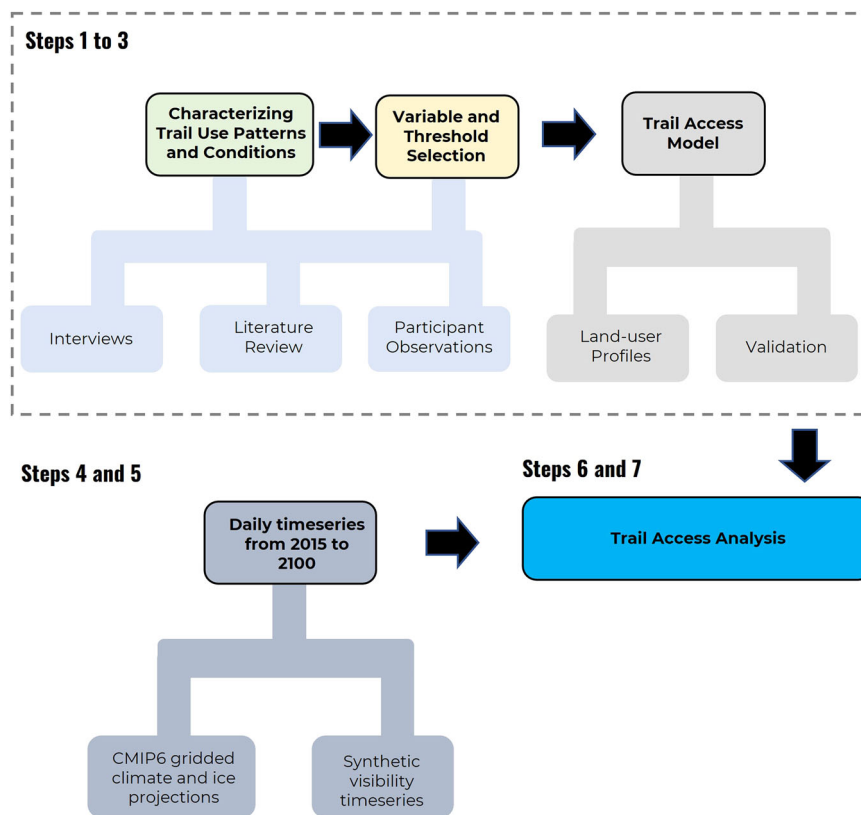 Steps 1 to 3
Characterizing
Trail Use Patterns
and Conditions
Variable and
Threshold
Selection
Trail Access
Model
Interviews
Literature
Review
Participant
Observations
Land-user
Profiles
Validation
Steps 4 and 5
Steps 6 and 7
Daily timeseries
from 2015 to
2100
Trail Access Analysis
CMIP6 gridded
climate and ice
projections
Synthetic
visibility
timeseries